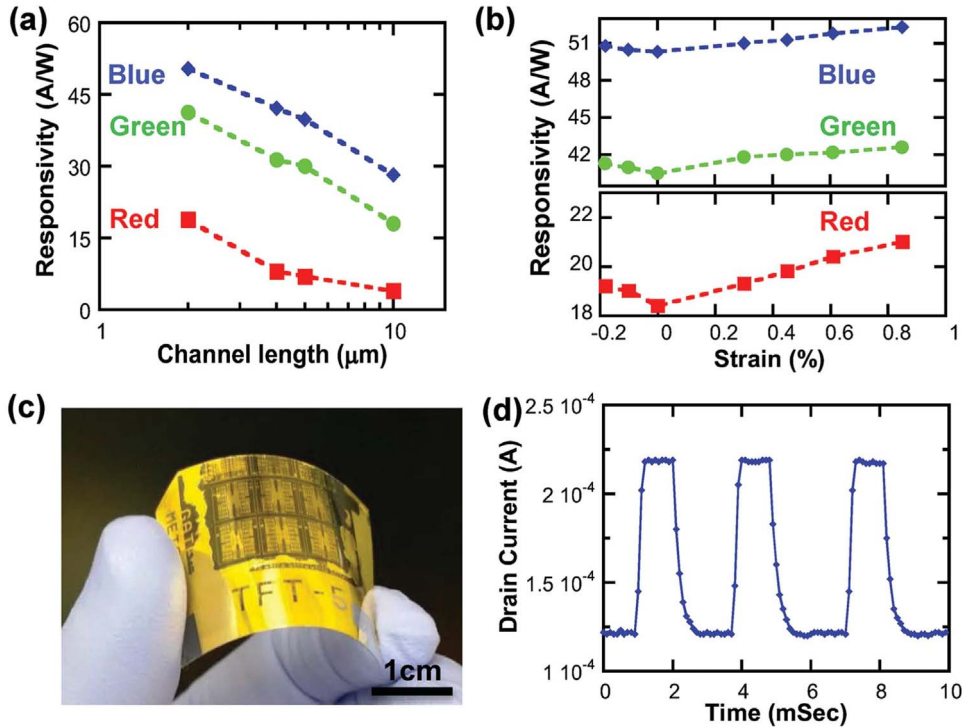 (a)
60
45
30
15
0
Responsivity (A/W)
Blue
Green
Red
1
10
Channel length (μm)
(b)
51
48
45
42
Responsivity (A/W)
Blue
Green
22
20
18
Red
-0.2
0
0.2
0.4
0.6
0.8
1
Strain (%)
(c)
TFT-5
1cm
(d)
2.5 10⁻⁴
2 10⁻⁴
1.5 10⁻⁴
1 10⁻⁴
Drain Current (A)
0
2
4
6
8
10
Time (mSec)